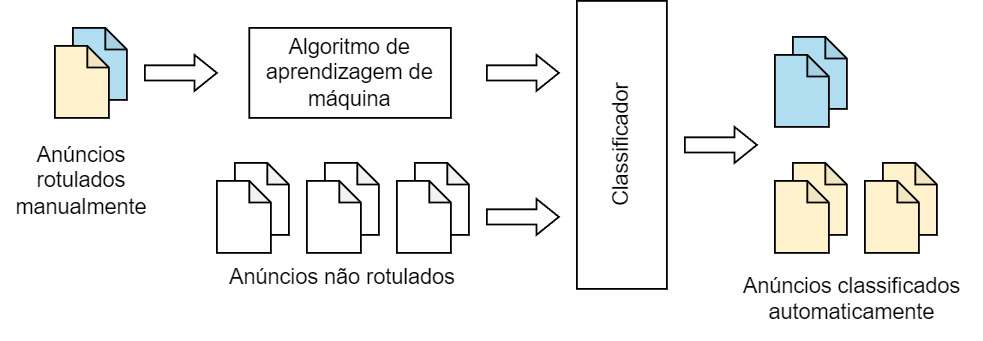 Algoritmo de
aprendizagem de
máquina
Anúncios
rotulados
manualmente
Classificador
Anúncios não rotulados
Anúncios classificados
automaticamente